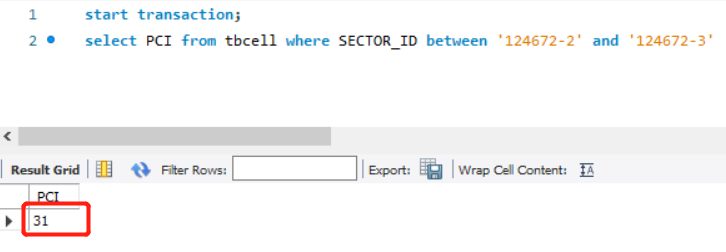 1 start transaction;
2 select PCI from tbcell where SECTOR_ID between '124672-2' and '124672-3'
Result Grid Filter Rows: Export: Wrap Cell Content: IA
PCI
31